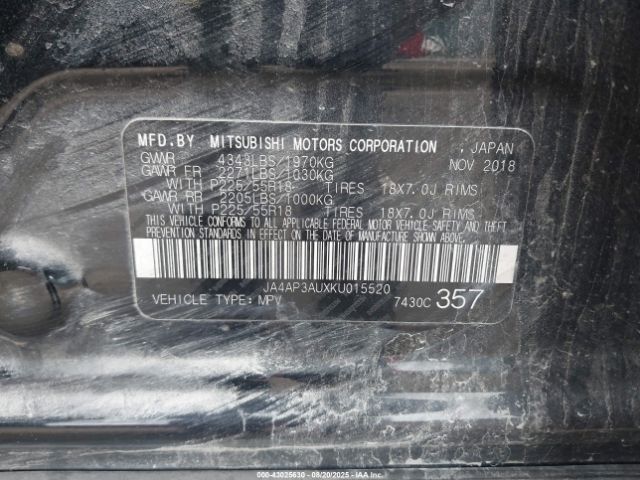 MFD.BY MITSUBISHI MOTORS CORPORATION : JAPAN
GVWR 4343LBS/1970KG NOV 2018
GAWR FR 2271LBS/1030KG
WITH P225/55R18 TIRES 18X7.0J RIMS
GAWR RR 2205LBS/1000KG
WITH P225/55R18 TIRES 18X7.0J RIMS
THIS VEHICLE CONFORMS TO ALL APPLICABLE FEDERAL MOTOR VEHICLE SAFETY AND THEFT
PREVENTION STANDARDS IN EFFECT ON THE DATE OF MANUFACTURE SHOWN ABOVE.
JA4AP3AUXKU015520
VEHICLE TYPE: MPV 7430C 357
000-43025630 - 08/20/2025 - IAAI.COM